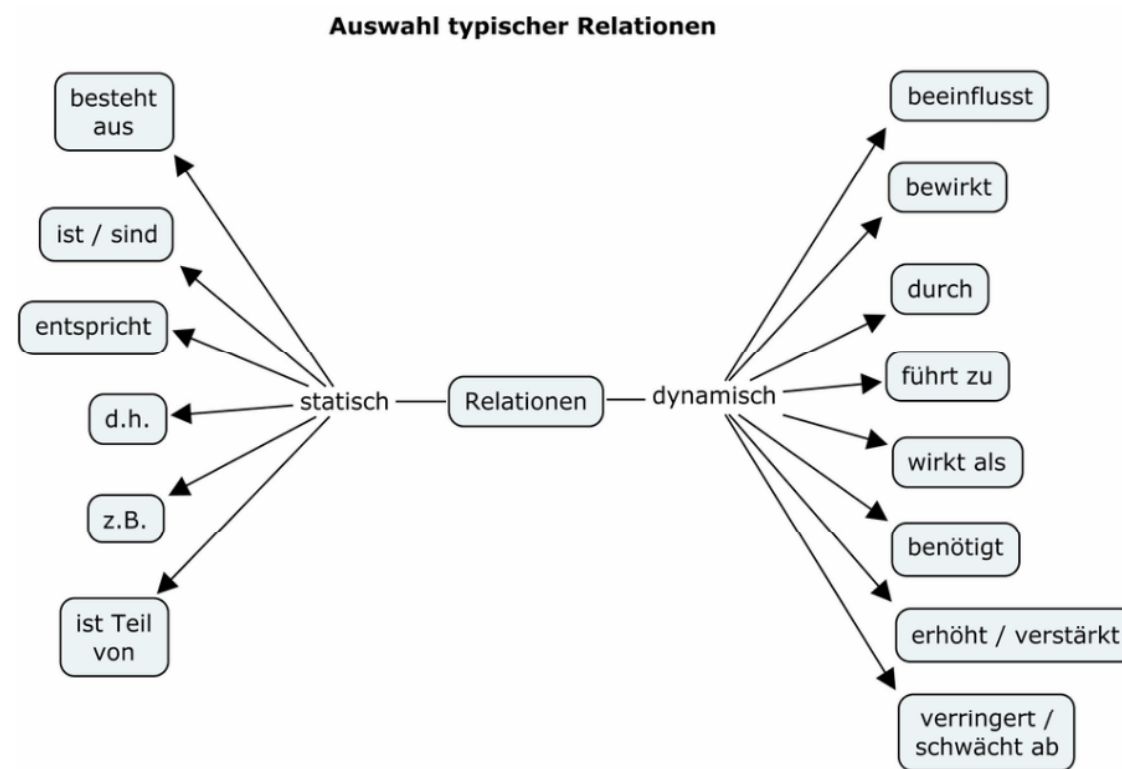 Auswahl typischer Relationen
besteht
aus
ist / sind
entspricht
d.h.
z.B.
ist Teil
von
statisch
Relationen
dynamisch
beeinflusst
bewirkt
durch
führt zu
wirkt als
benötigt
erhöht / verstärkt
verringert /
schwächt ab